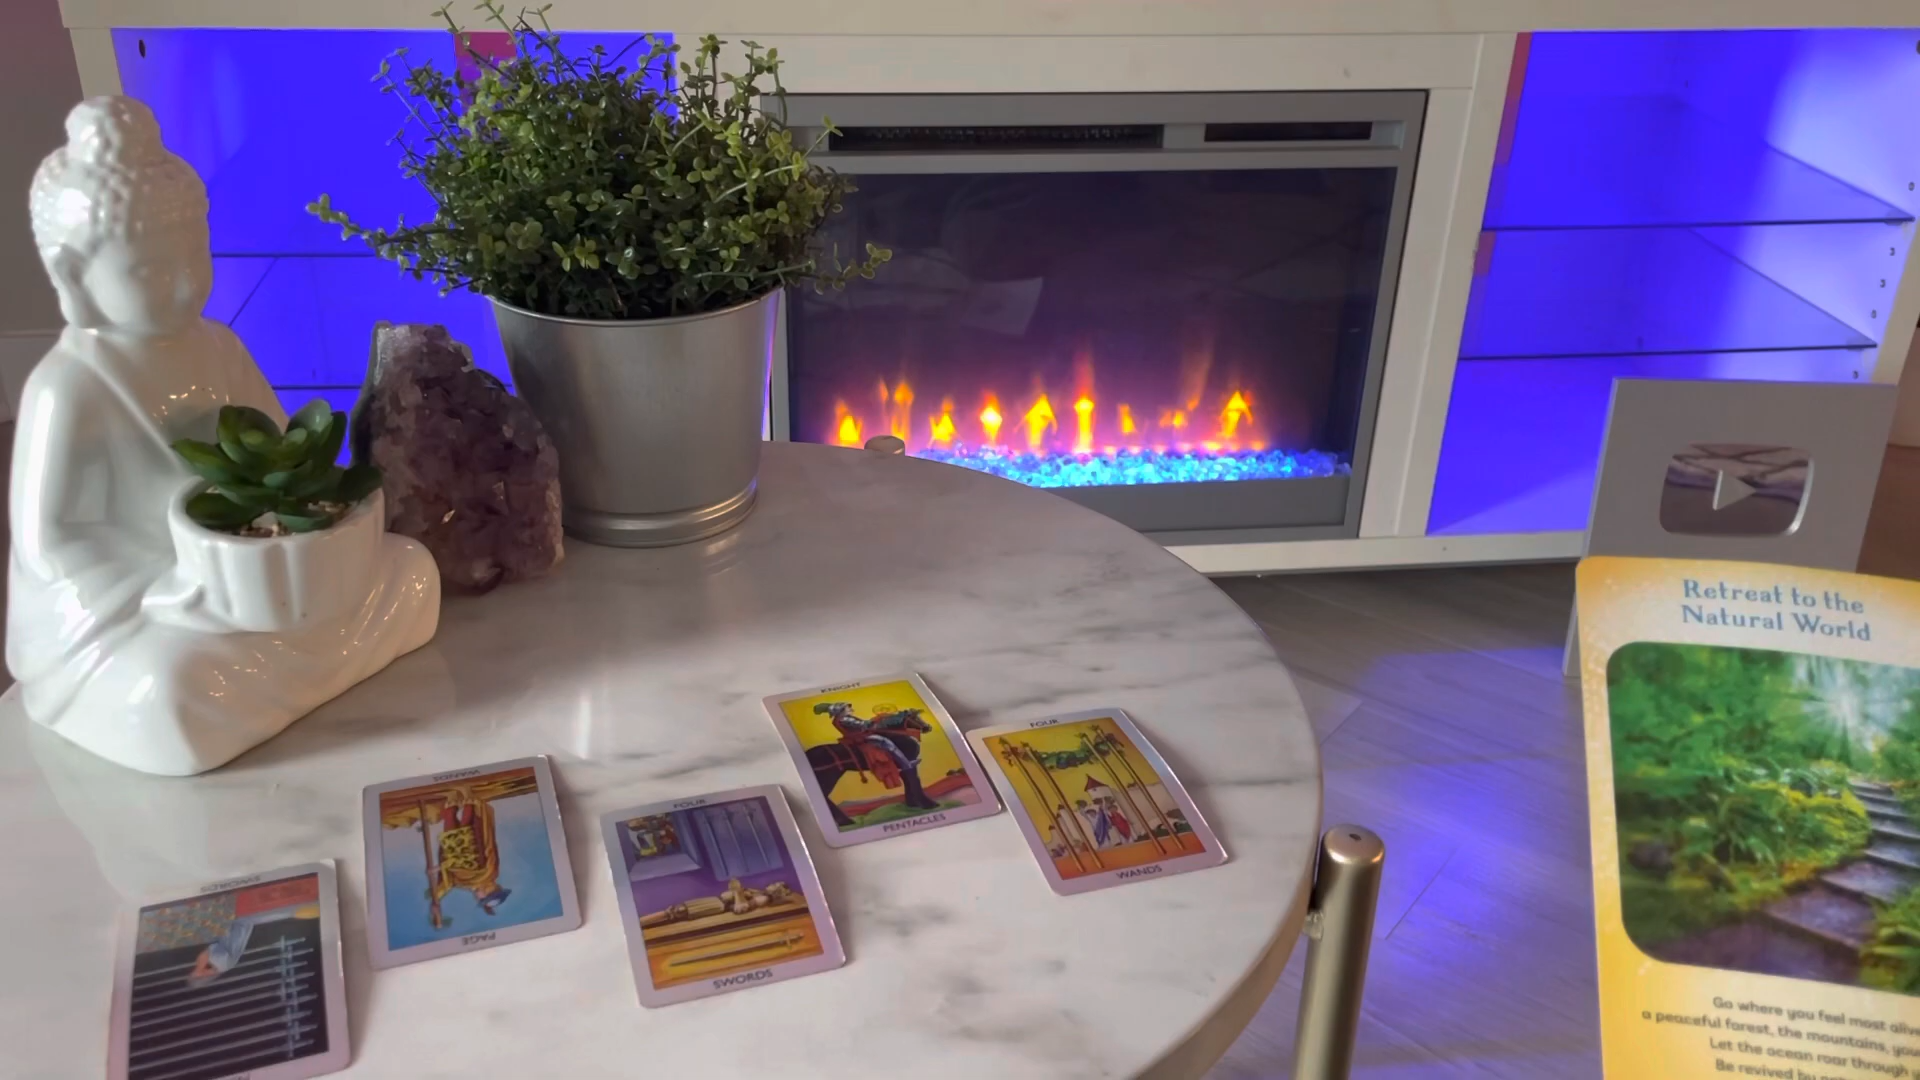 KNIGHT
PENTACLES
FOUR
WANDS
WANDS
PAGE
FOUR
SWORDS
SWORDS
Retreat to the
Natural World
Go where you feel most alive
a peaceful forest, the mountains, you
Let the ocean roar through
Be revived by